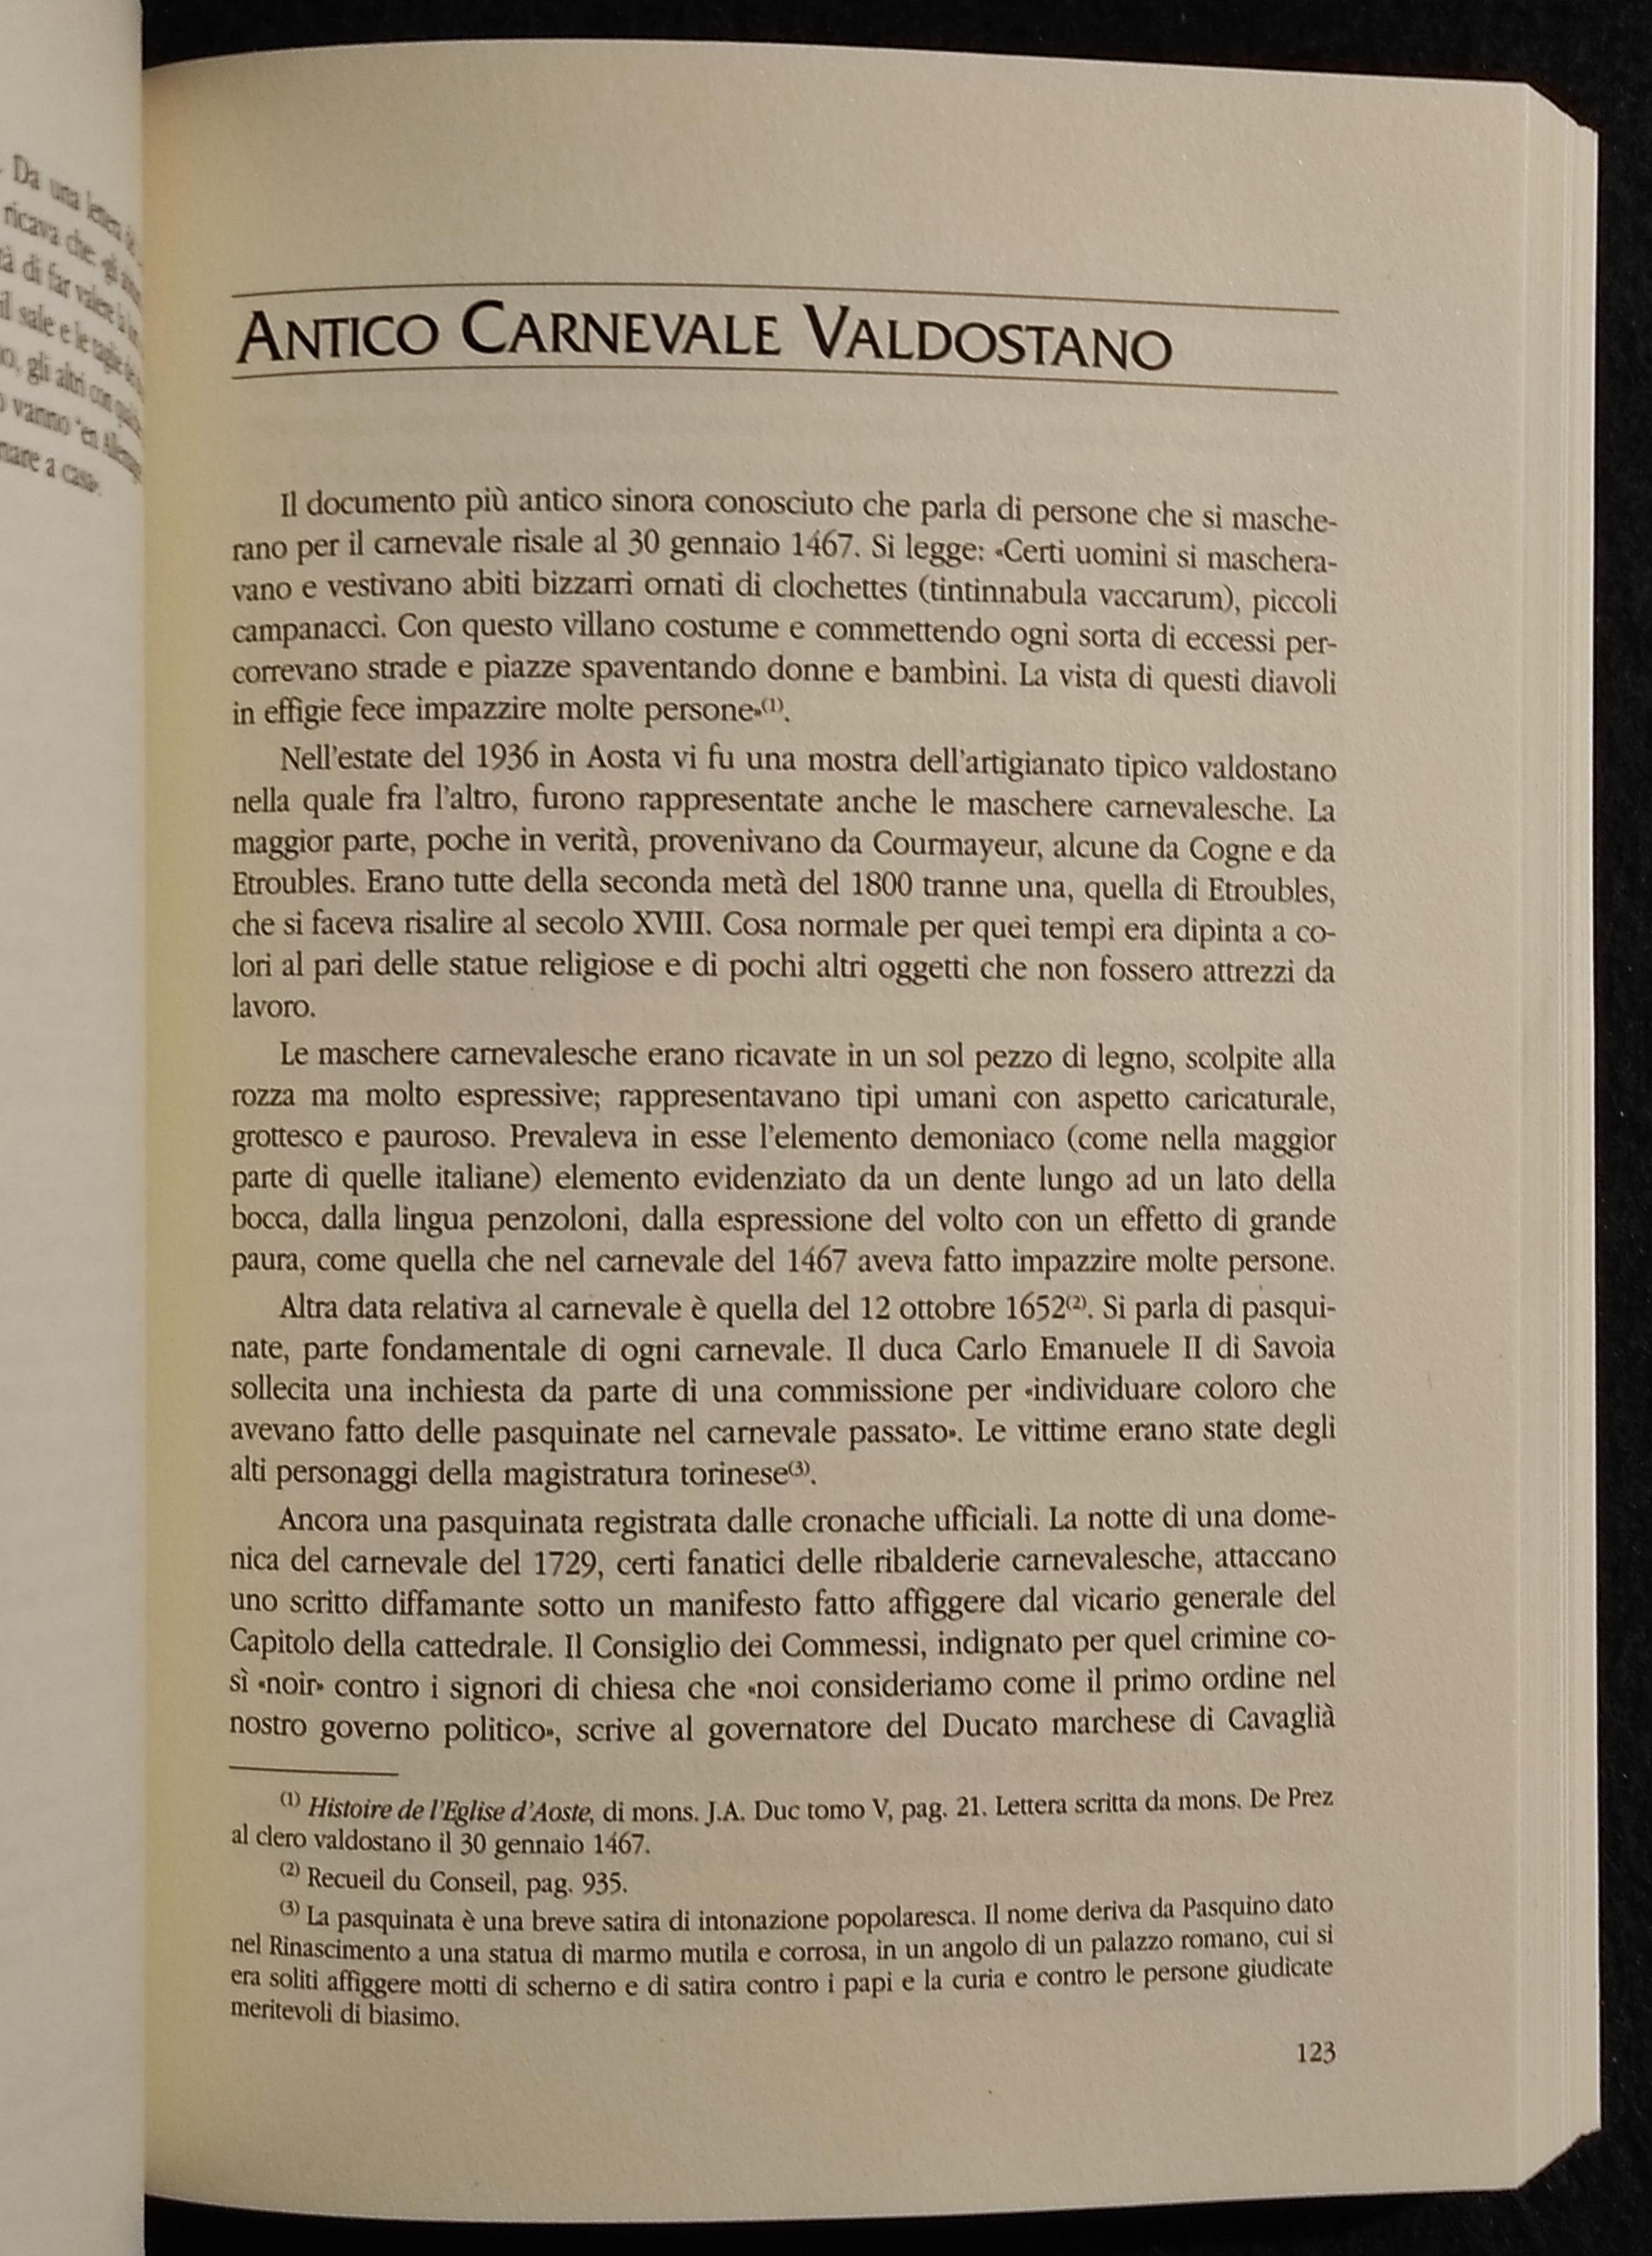 Da una
ricava che gli
di far valere la
il sale e le taglie
gli altri con
vanno "en
a casa».
ANTICO CARNEVALE VALDOSTANO
Il documento più antico sinora conosciuto che parla di persone che si masche-
rano per il carnevale risale al 30 gennaio 1467. Si legge: «Certi uomini si maschera-
vano e vestivano abiti bizzarri ornati di clochettes (tintinnabula vaccarum), piccoli
campanacci. Con questo villano costume e commettendo ogni sorta di eccessi per-
correvano strade e piazze spaventando donne e bambini. La vista di questi diavoli
in effigie fece impazzire molte persone»(1).
Nell'estate del 1936 in Aosta vi fu una mostra dell'artigianato tipico valdostano
nella quale fra l'altro, furono rappresentate anche le maschere carnevalesche. La
maggior parte, poche in verità, provenivano da Courmayeur, alcune da Cogne e da
Etroubles. Erano tutte della seconda metà del 1800 tranne una, quella di Etroubles,
che si faceva risalire al secolo XVIII. Cosa normale per quei tempi era dipinta a co-
lori al pari delle statue religiose e di pochi altri oggetti che non fossero attrezzi da
lavoro.
Le maschere carnevalesche erano ricavate in un sol pezzo di legno, scolpite alla
rozza ma molto espressive; rappresentavano tipi umani con aspetto caricaturale,
grottesco e pauroso. Prevaleva in esse l'elemento demoniaco (come nella maggior
parte di quelle italiane) elemento evidenziato da un dente lungo ad un lato della
bocca, dalla lingua penzoloni, dalla espressione del volto con un effetto di grande
paura, come quella che nel carnevale del 1467 aveva fatto impazzire molte persone.
Altra data relativa al carnevale è quella del 12 ottobre 1652(2). Si parla di pasqui-
nate, parte fondamentale di ogni carnevale. Il duca Carlo Emanuele II di Savoia
sollecita una inchiesta da parte di una commissione per «individuare coloro che
avevano fatto delle pasquinate nel carnevale passato». Le vittime erano state degli
alti personaggi della magistratura torinese(3).
Ancora una pasquinata registrata dalle cronache ufficiali. La notte di una dome-
nica del carnevale del 1729, certi fanatici delle ribalderie carnevalesche, attaccano
uno scritto diffamante sotto un manifesto fatto affiggere dal vicario generale del
Capitolo della cattedrale. Il Consiglio dei Commessi, indignato per quel crimine co-
sì «noir» contro i signori di chiesa che «noi consideriamo come il primo ordine nel
nostro governo politico», scrive al governatore del Ducato marchese di Cavaglià
(1) Histoire de l'Eglise d'Aoste, di mons. J.A. Duc tomo V, pag. 21. Lettera scritta da mons. De Prez
al clero valdostano il 30 gennaio 1467.
(2) Recueil du Conseil, pag. 935.
(3) La pasquinata è una breve satira di intonazione popolaresca. Il nome deriva da Pasquino dato
nel Rinascimento a una statua di marmo mutila e corrosa, in un angolo di un palazzo romano, cui si
era soliti affiggere motti di scherno e di satira contro i papi e la curia e contro le persone giudicate
meritevoli di biasimo.
123